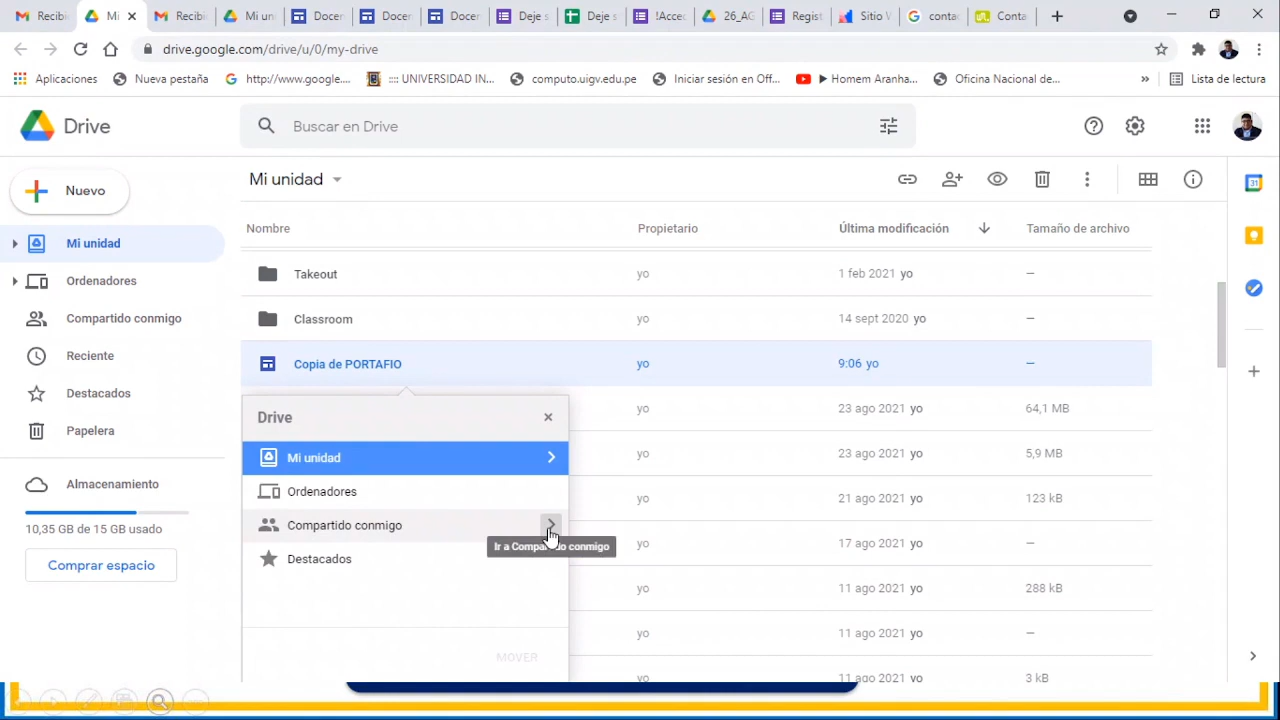 Recibi
Mi
Recibi
Mi un
Docen
Docen
Docen
Deje s
Deje s
!Acce
26_AG
Regist
Sitio V
conta
Conta
drive.google.com/drive/u/0/my-drive
Aplicaciones
Nueva pestaña
http://www.google....
:::: UNIVERSIDAD IN...
computo.uigv.edu.pe
Iniciar sesión en Off...
► Homem Aranha...
Oficina Nacional de...
»
Lista de lectura
Drive
Buscar en Drive
Nuevo
Mi unidad
Nombre
Propietario
Última modificación
Tamaño de archivo
Mi unidad
Ordenadores
Compartido conmigo
Reciente
Destacados
Papelera
Almacenamiento
10,35 GB de 15 GB usado
Comprar espacio
Takeout
yo
1 feb 2021 yo
—
Classroom
yo
14 sept 2020 yo
—
Copia de PORTAFIO
yo
9:06 yo
—
yo
23 ago 2021 yo
64,1 MB
yo
23 ago 2021 yo
5,9 MB
yo
21 ago 2021 yo
123 kB
yo
17 ago 2021 yo
—
yo
11 ago 2021 yo
288 kB
yo
11 ago 2021 yo
—
yo
11 ago 2021 yo
3 kB
Drive
Mi unidad
Ordenadores
Compartido conmigo
Destacados
MOVER
31